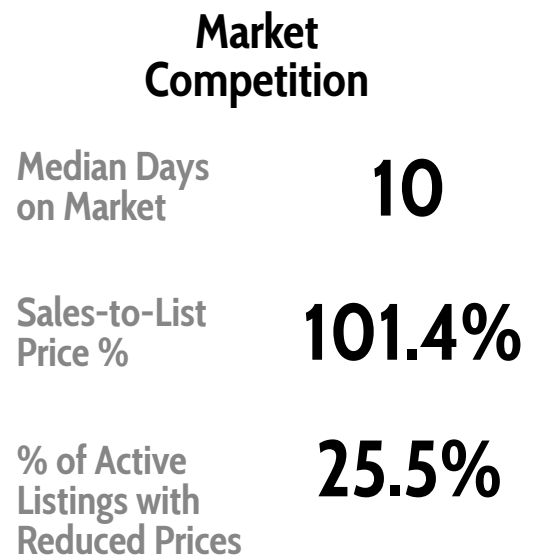 Market
Competition
Median Days
on Market
10
Sales-to-List
Price %
101.4%
% of Active
Listings with
Reduced Prices
25.5%